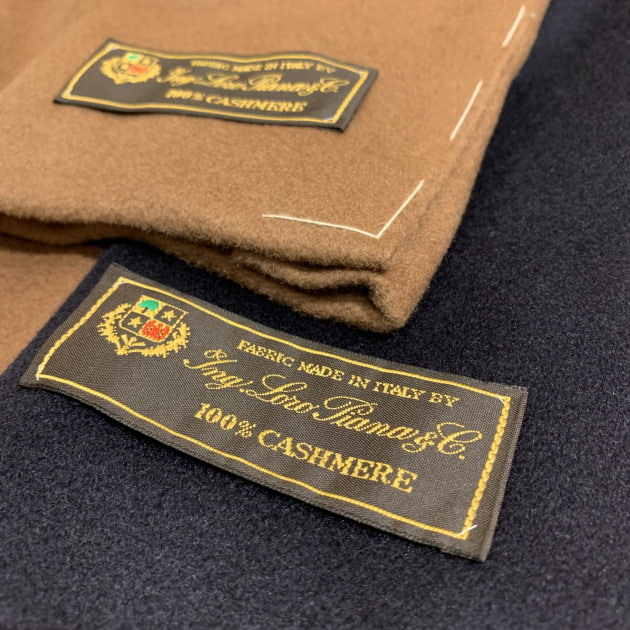 FABRIC MADE IN ITALY BY
Ing. Loro Piana & C.
100% CASHMERE
FABRIC MADE IN ITALY BY
Ing. Loro Piana & C.
100% CASHMERE